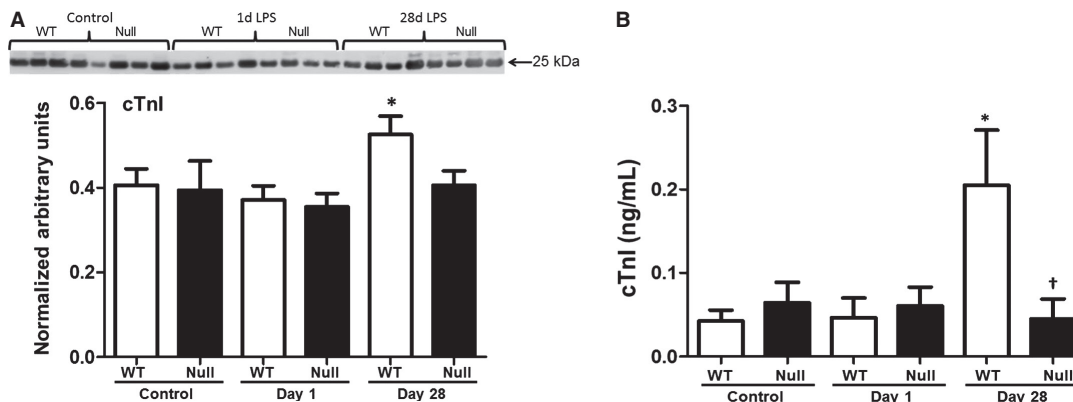 A
Control
1d LPS
28d LPS
WT
Null
WT
Null
WT
Null
25 kDa
cTnI
Normalized arbitrary units
0.6
0.4
0.2
0.0
*
WT
Null
WT
Null
WT
Null
Control
Day 1
Day 28
B
cTnI (ng/mL)
0.3
0.2
0.1
0.0
*
†
WT
Null
WT
Null
WT
Null
Control
Day 1
Day 28